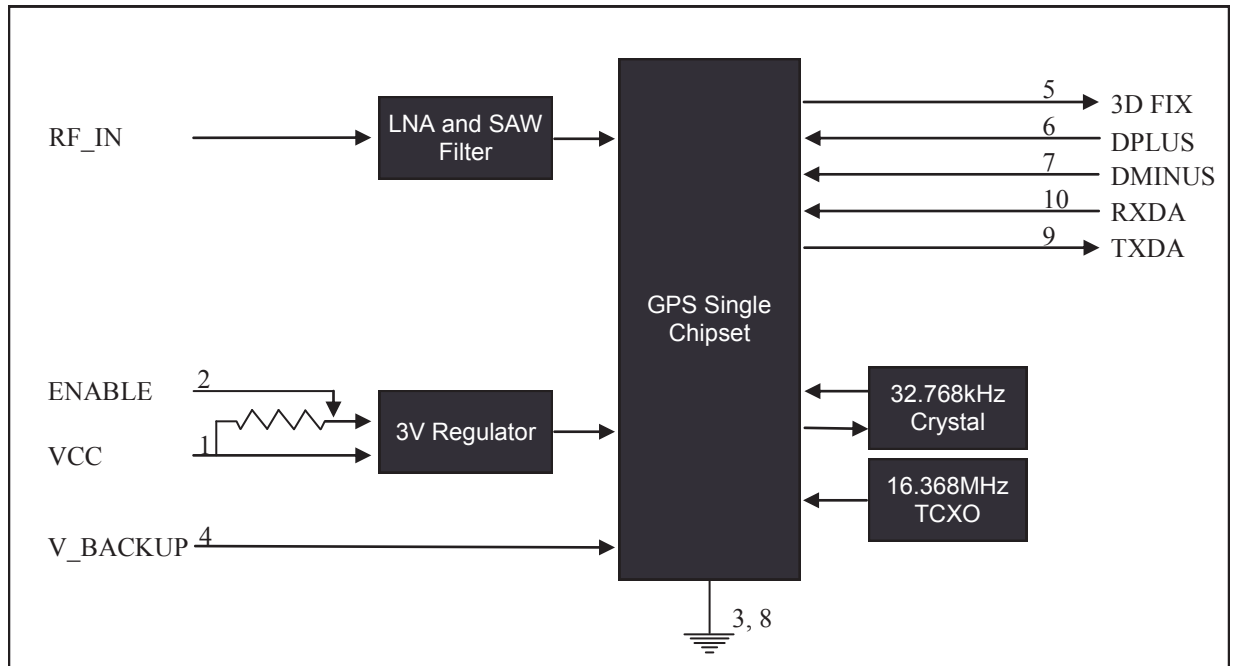 RF_IN
LNA and SAW
Filter
GPS Single
Chipset
5
3D FIX
6
DPLUS
7
DMINUS
10
RXDA
9
TXDA
ENABLE
2
VCC
1
3V Regulator
32.768kHz
Crystal
16.368MHz
TCXO
V_BACKUP
4
3, 8